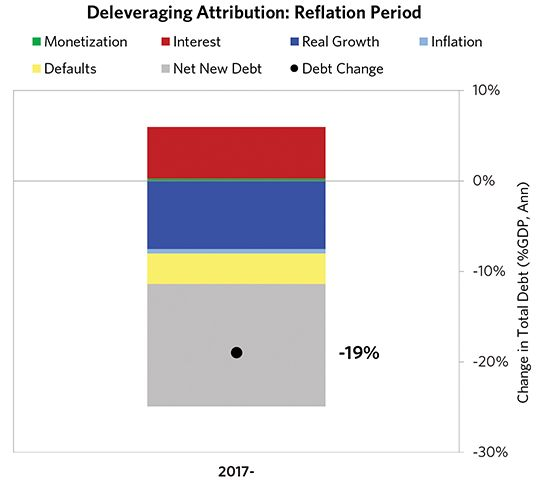 Deleveraging Attribution: Reflation Period
Monetization Interest Real Growth Inflation
Defaults Net New Debt Debt Change
10%
0%
-10%
-20%
-30%
Change in Total Debt (%GDP, Ann)
-19%
2017-